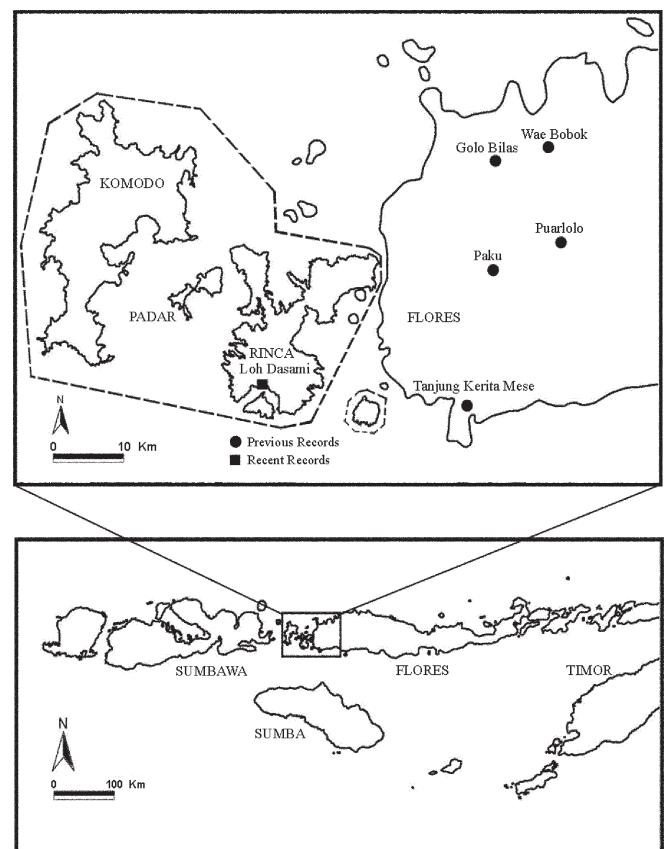 Wae Bobok
Golo Bilas
KOMODO
Puarlolo
Paku
PADAR
FLORES
RINCA
Loh Dasami
Tanjung Kerita Mese
N
0 10 Km
Previous Records
Recent Records
SUMBAWA
FLORES
TIMOR
SUMBA
N
0 100 Km